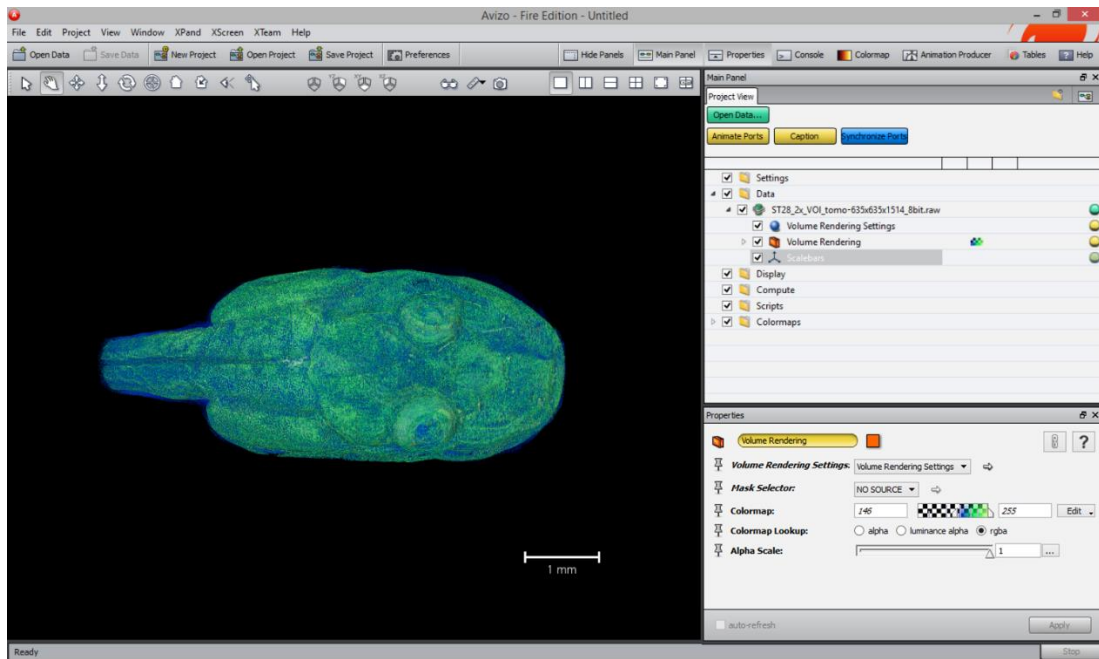 Avizo - Fire Edition - Untitled
File Edit Project View Window XPand XScreen XTeam Help
Open Data Save Data New Project Open Project Save Project Preferences Hide Panels Main Panel Properties Console Colormap Animation Producer Tables Help
Main Panel
Project View
Open Data...
Animate Ports Caption Synchronize Ports
Settings
Data
ST28_2x_VOI_tomo-635x635x1514_8bit.raw
Volume Rendering Settings
Volume Rendering
Scalebars
Display
Compute
Scripts
Colormaps
1 mm
Properties
Volume Rendering ?
Volume Rendering Settings: Volume Rendering Settings
Mask Selector: NO SOURCE
Colormap: 146 255 Edit
Colormap Lookup: alpha luminance alpha rgba
Alpha Scale: 1 ...
auto-refresh Apply
Ready Stop